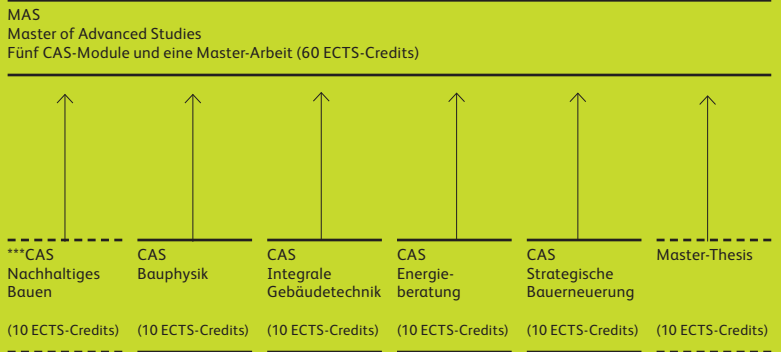 MAS
Master of Advanced Studies
Fünf CAS-Module und eine Master-Arbeit (60 ECTS-Credits)
***CAS
Nachhaltiges
Bauen
(10 ECTS-Credits)
CAS
Bauphysik
(10 ECTS-Credits)
CAS
Integrale
Gebäudetechnik
(10 ECTS-Credits)
CAS
Energie-
beratung
(10 ECTS-Credits)
CAS
Strategische
Bauerneuerung
(10 ECTS-Credits)
Master-Thesis
(10 ECTS-Credits)